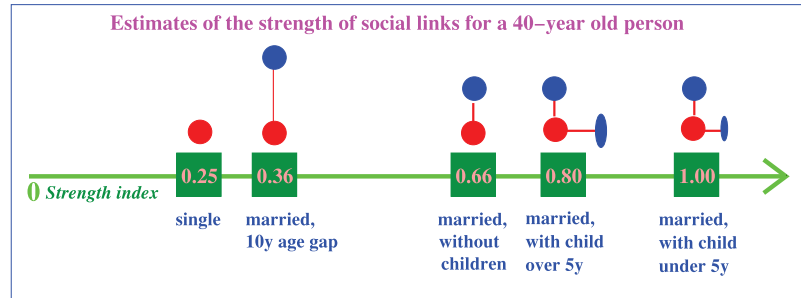 Estimates of the strength of social links for a 40−year old person
0.25
0.36
0.66
0.80
1.00
0 Strength index
single
married,
10y age gap
married,
without
children
married,
with child
over 5y
married,
with child
under 5y